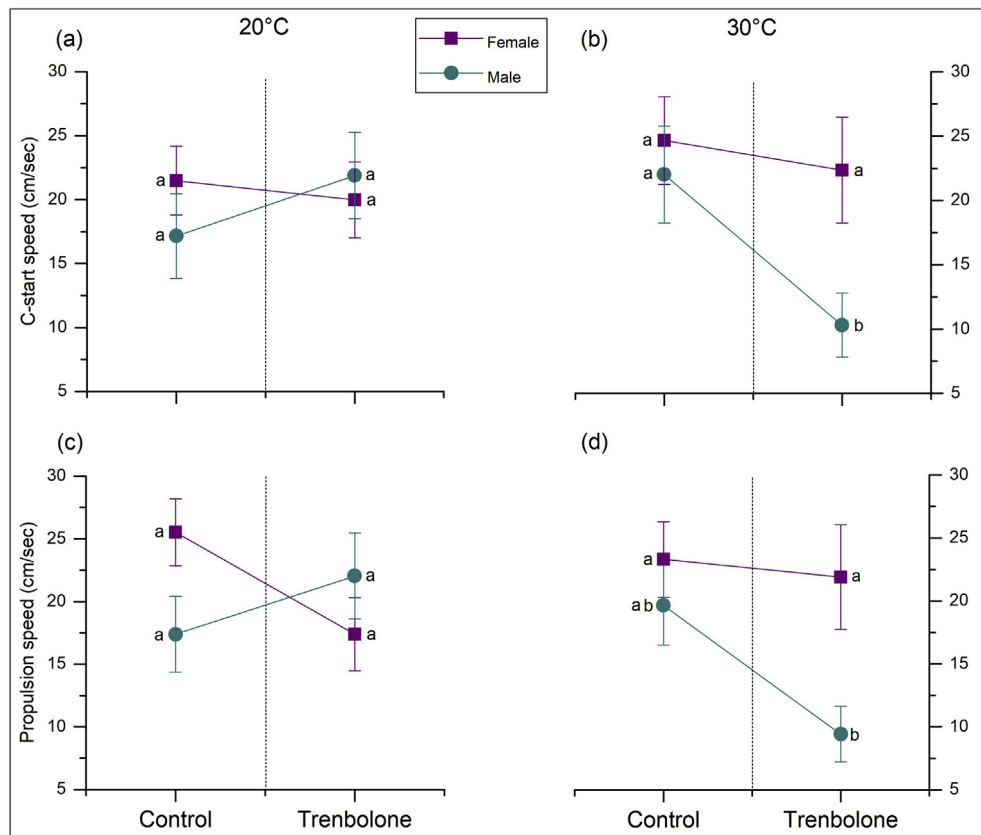 20°C
30°C
(a)
(b)
Female
Male
C-start speed (cm/sec)
30
25
20
15
10
5
a
a
a
a
30
25
20
15
10
5
a
a
a
b
(c)
(d)
Propulsion speed (cm/sec)
30
25
20
15
10
5
a
a
a
a
30
25
20
15
10
5
a
a b
a
b
Control
Trenbolone
Control
Trenbolone